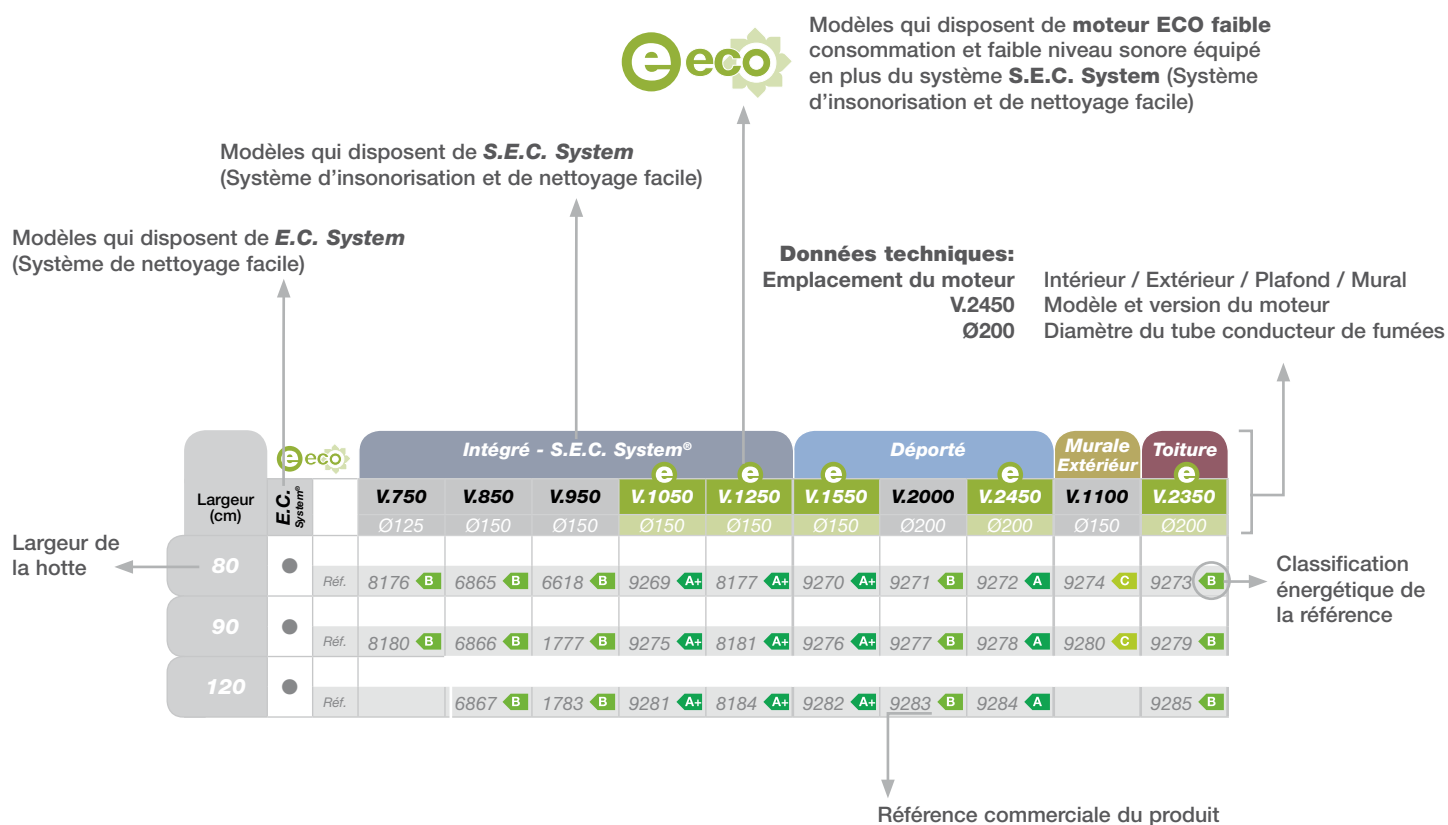 e eco
Modèles qui disposent de moteur ECO faible
consommation et faible niveau sonore équipé
en plus du système S.E.C. System (Système
d'insonorisation et de nettoyage facile)
Modèles qui disposent de S.E.C. System
(Système d'insonorisation et de nettoyage facile)
Modèles qui disposent de E.C. System
(Système de nettoyage facile)
Données techniques:
Emplacement du moteur Intérieur / Extérieur / Plafond / Mural
V.2450 Modèle et version du moteur
Ø200 Diamètre du tube conducteur de fumées
e eco Intégré - S.E.C. System® Déporté Murale Toiture
Extériéur
e e e e e
Largeur
(cm)
E.C.
System®
V.750 V.850 V.950 V.1050 V.1250 V.1550 V.2000 V.2450 V.1100 V.2350
Ø125 Ø150 Ø150 Ø150 Ø150 Ø150 Ø200 Ø200 Ø150 Ø200
Largeur de
la hotte
80
Réf. 8176 B 6865 B 6618 B 9269 A+ 8177 A+ 9270 A+ 9271 B 9272 A 9274 C 9273 B
Classification
énergétique de
la référence
90
Réf. 8180 B 6866 B 1777 B 9275 A+ 8181 A+ 9276 A+ 9277 B 9278 A 9280 C 9279 B
120
Réf. 6867 B 1783 B 9281 A+ 8184 A+ 9282 A+ 9283 B 9284 A 9285 B
Référence commerciale du produit